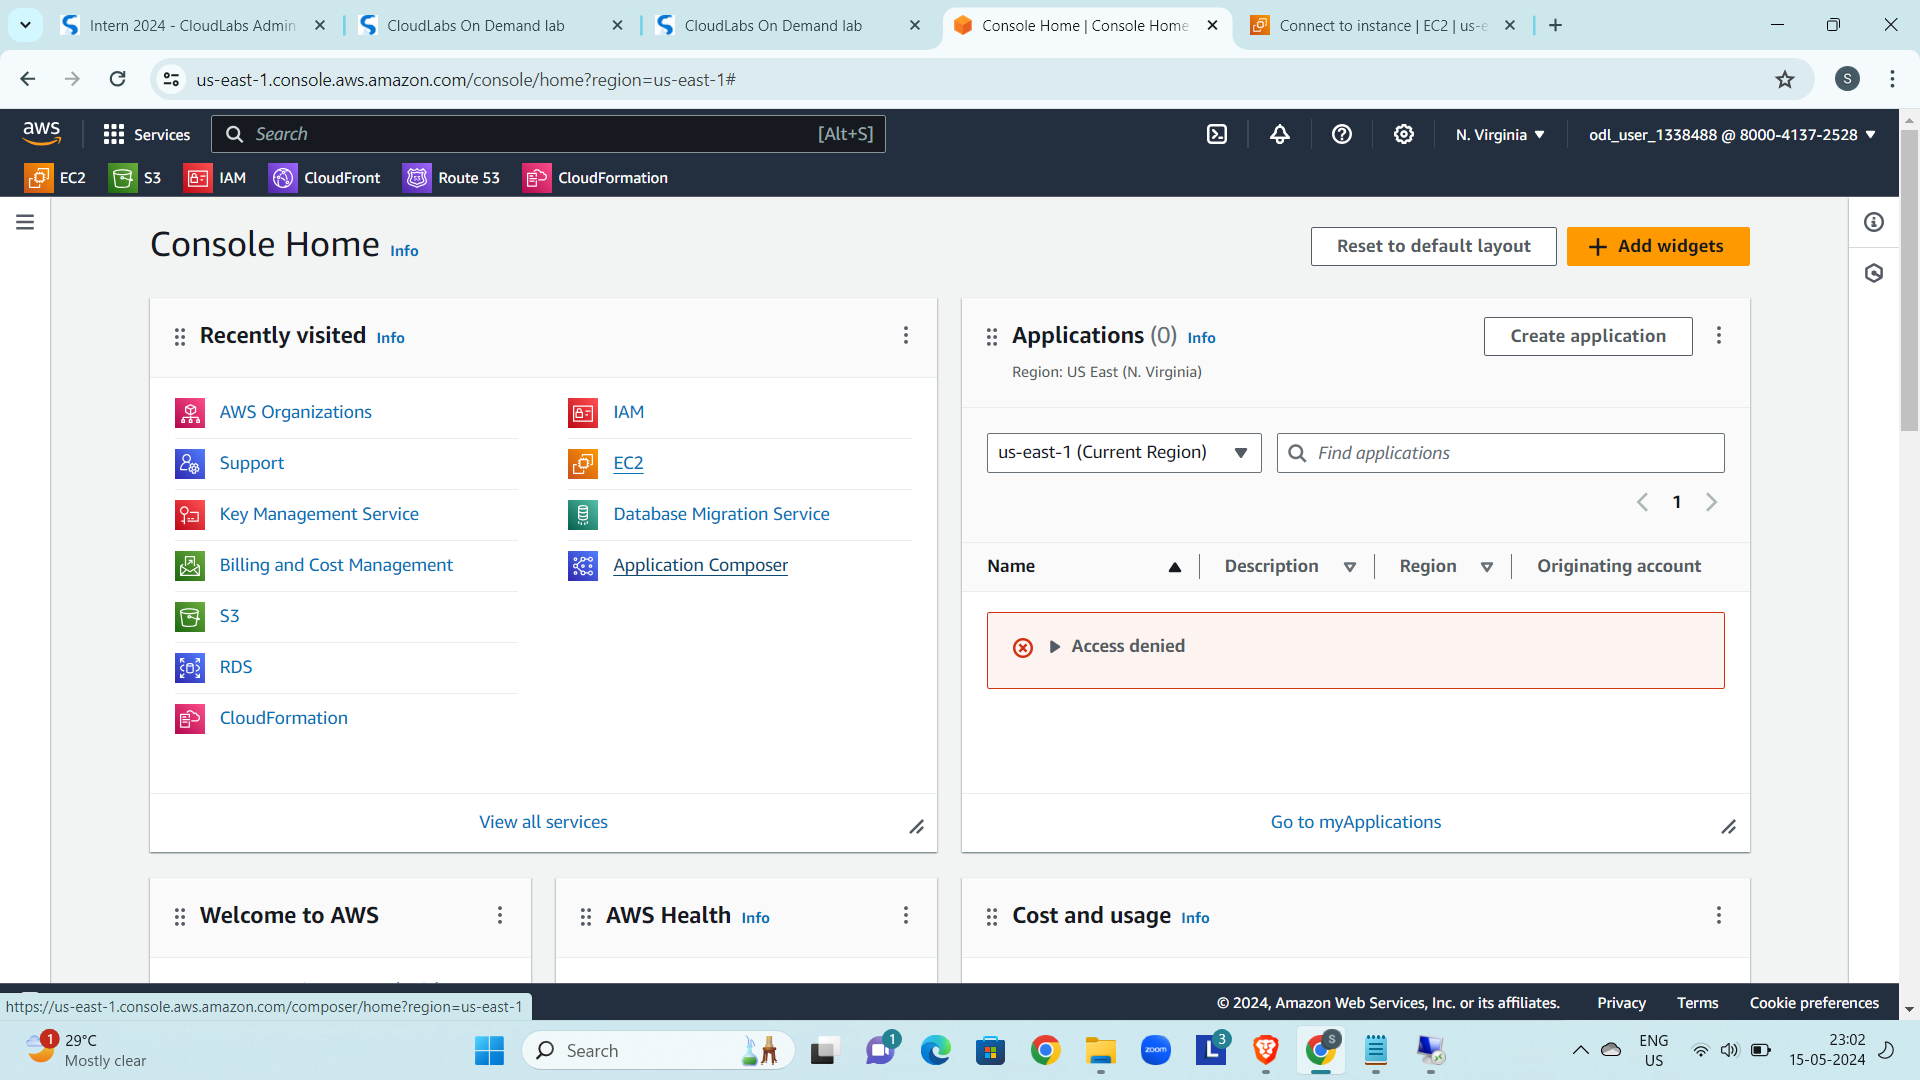 Intern 2024 - CloudLabs Admin
CloudLabs On Demand lab
CloudLabs On Demand lab
Console Home | Console Home
Connect to instance | EC2 | us-e
us-east-1.console.aws.amazon.com/console/home?region=us-east-1#
S
aws
Services
Search
[Alt+S]
N. Virginia
odl_user_1338488 @ 8000-4137-2528
EC2
S3
IAM
CloudFront
Route 53
CloudFormation
Console Home Info
Reset to default layout
Add widgets
Recently visited Info
AWS Organizations
Support
Key Management Service
Billing and Cost Management
S3
RDS
CloudFormation
IAM
EC2
Database Migration Service
Application Composer
View all services
Applications (0) Info
Region: US East (N. Virginia)
Create application
us-east-1 (Current Region)
Find applications
1
Name
Description
Region
Originating account
Access denied
Go to myApplications
Welcome to AWS
AWS Health Info
Cost and usage Info
https://us-east-1.console.aws.amazon.com/composer/home?region=us-east-1
© 2024, Amazon Web Services, Inc. or its affiliates.
Privacy
Terms
Cookie preferences
1
29°C
Mostly clear
Search
1
zoom
L
3
S
ENG
US
23:02
15-05-2024